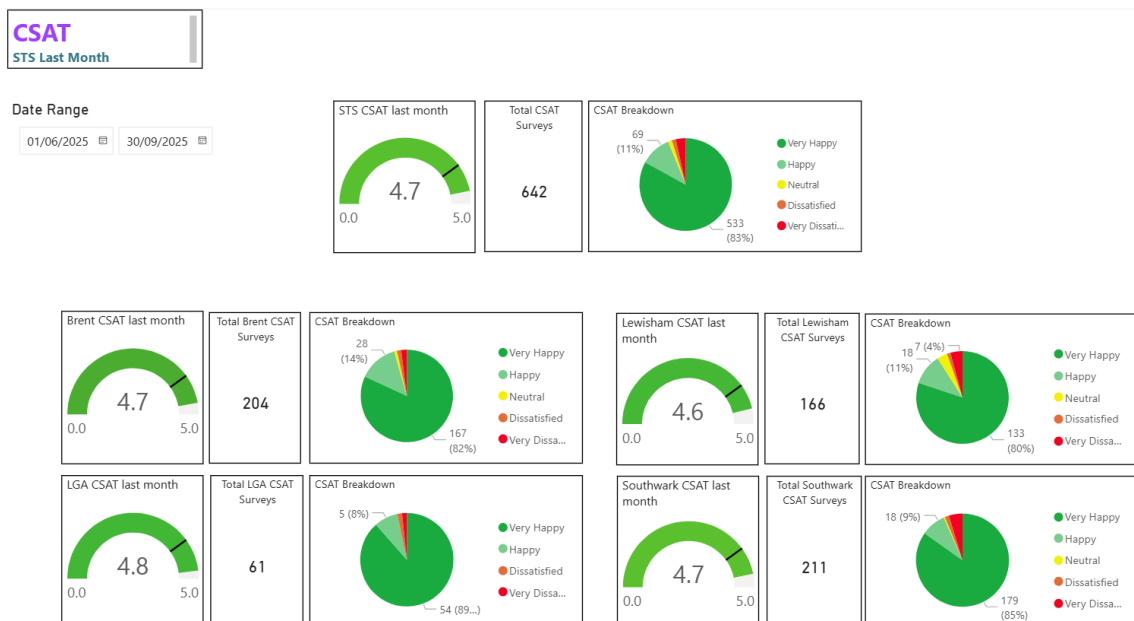 CSAT
STS Last Month
Date Range
01/06/2025
30/09/2025
STS CSAT last month
4.7
0.0
5.0
Total CSAT
Surveys
642
CSAT Breakdown
69
(11%)
533
(83%)
Very Happy
Happy
Neutral
Dissatisfied
Very Dissati...
Brent CSAT last month
4.7
0.0
5.0
Total Brent CSAT
Surveys
204
CSAT Breakdown
28
(14%)
167
(82%)
Very Happy
Happy
Neutral
Dissatisfied
Very Dissa...
Lewisham CSAT last
month
4.6
0.0
5.0
Total Lewisham
CSAT Surveys
166
CSAT Breakdown
7 (4%)
18
(11%)
133
(80%)
Very Happy
Happy
Neutral
Dissatisfied
Very Dissa...
LGA CSAT last month
4.8
0.0
5.0
Total LGA CSAT
Surveys
61
CSAT Breakdown
5 (8%)
54 (89...)
Very Happy
Happy
Dissatisfied
Very Dissa...
Southwark CSAT last
month
4.7
0.0
5.0
Total Southwark
CSAT Surveys
211
CSAT Breakdown
18 (9%)
179
(85%)
Very Happy
Happy
Neutral
Dissatisfied
Very Dissa...